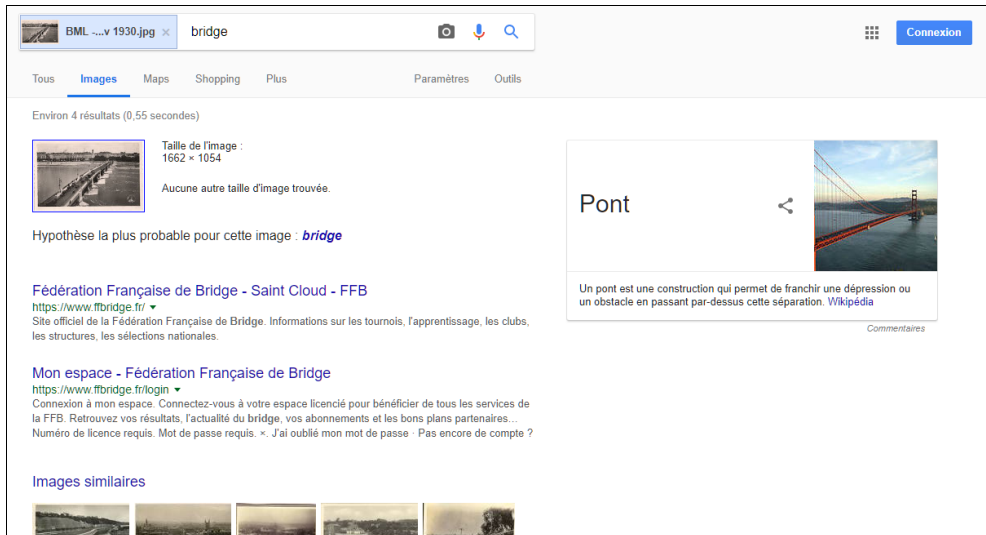 BML -...v 1930.jpg × bridge
Connexion
Tous Images Maps Shopping Plus Paramètres Outils
Environ 4 résultats (0,55 secondes)
Taille de l'image :
1662 × 1054
Aucune autre taille d'image trouvée.
Hypothèse la plus probable pour cette image : bridge
Fédération Française de Bridge - Saint Cloud - FFB
https://www.ffbridge.fr/
Site officiel de la Fédération Française de Bridge. Informations sur les tournois, l'apprentissage, les clubs,
les structures, les sélections nationales.
Mon espace - Fédération Française de Bridge
https://www.ffbridge.fr/login
Connexion à mon espace. Connectez-vous à votre espace licencié pour bénéficier de tous les services de
la FFB. Retrouvez vos résultats, l'actualité du bridge, vos abonnements et les bons plans partenaires...
Numéro de licence requis. Mot de passe requis. ×. J'ai oublié mon mot de passe · Pas encore de compte ?
Images similaires
Pont
Un pont est une construction qui permet de franchir une dépression ou
un obstacle en passant par-dessus cette séparation. Wikipédia
Commentaires